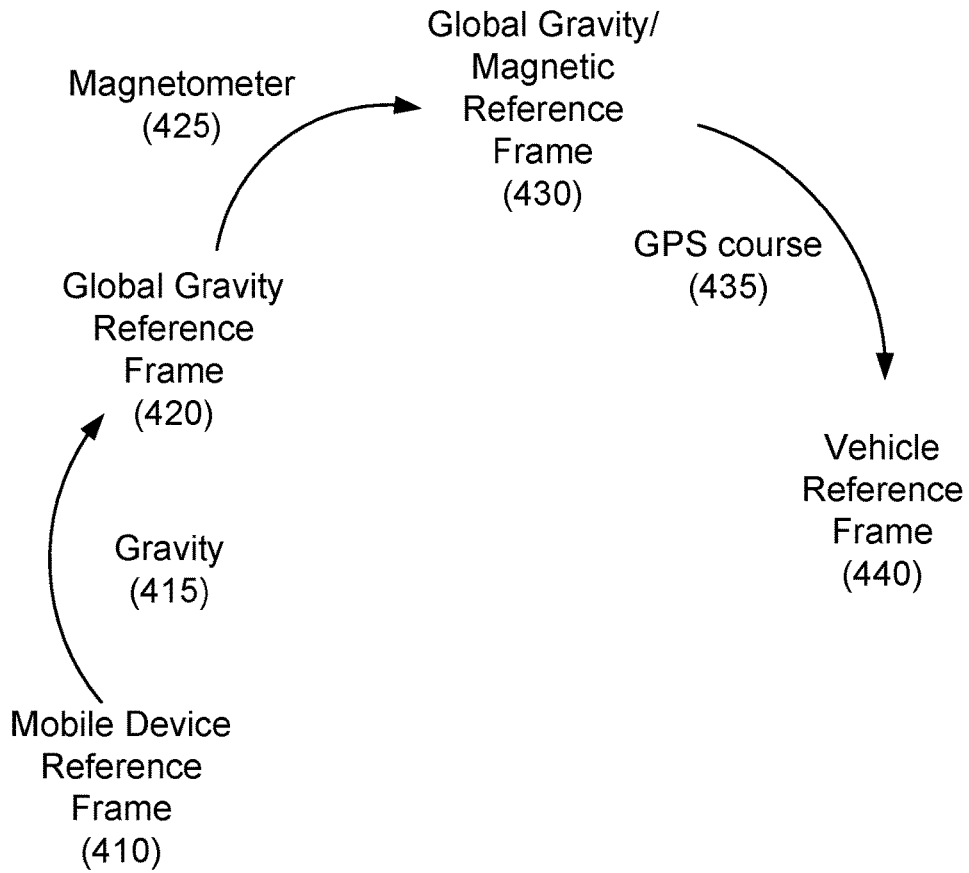 Global Gravity/
Magnetic
Reference
Frame
(430)
Magnetometer
(425)
GPS course
(435)
Global Gravity
Reference
Frame
(420)
Vehicle
Reference
Frame
(440)
Gravity
(415)
Mobile Device
Reference
Frame
(410)